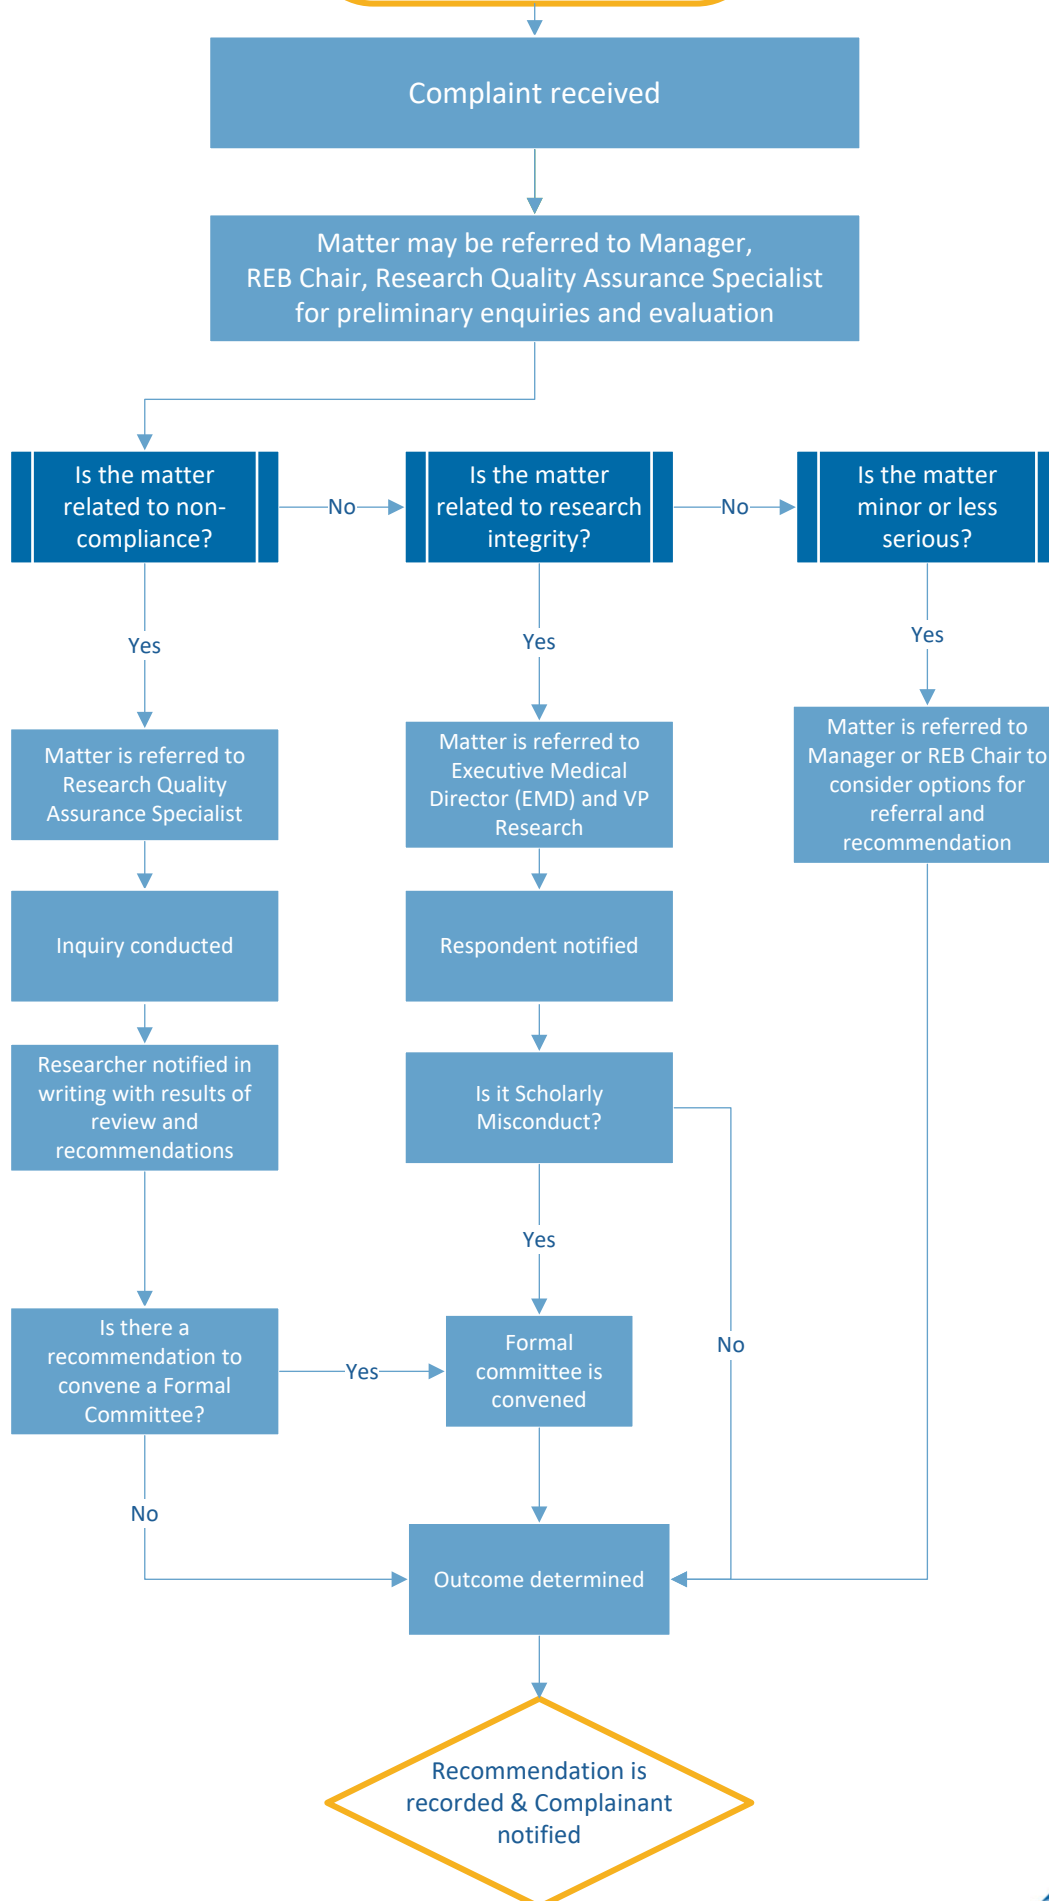 Complaint received
Matter may be referred to Manager,
REB Chair, Research Quality Assurance Specialist
for preliminary enquiries and evaluation
Is the matter
related to non-
compliance?
No
Is the matter
related to research
integrity?
No
Is the matter
minor or less
serious?
Yes
Yes
Yes
Matter is referred to
Research Quality
Assurance Specialist
Matter is referred to
Executive Medical
Director (EMD) and VP
Research
Matter is referred to
Manager or REB Chair to
consider options for
referral and
recommendation
Inquiry conducted
Respondent notified
Researcher notified in
writing with results of
review and
recommendations
Is it Scholarly
Misconduct?
Yes
No
Is there a
recommendation to
convene a Formal
Committee?
Yes
Formal
committee is
convened
No
Outcome determined
Recommendation is
recorded & Complainant
notified